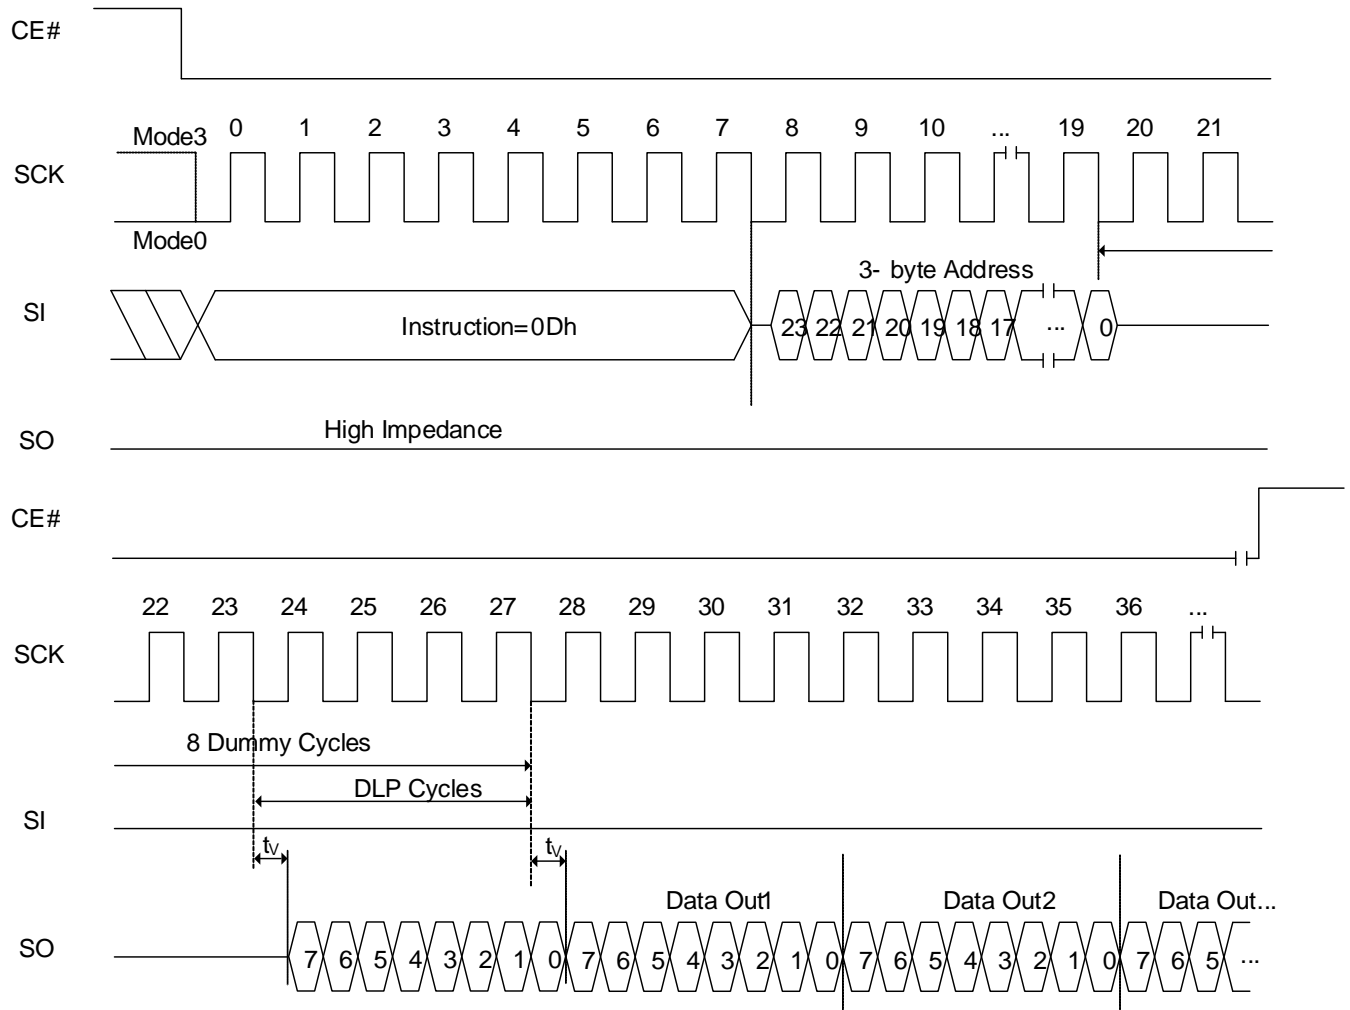 CE#
Mode3 0 1 2 3 4 5 6 7 8 9 10 ... 19 20 21
SCK
Mode0
3- byte Address
SI Instruction=0Dh 23 22 21 20 19 18 17 ... 0
High Impedance
SO
CE#
22 23 24 25 26 27 28 29 30 31 32 33 34 35 36 ...
SCK
8 Dummy Cycles
DLP Cycles
SI
tV tV
Data Out1 Data Out2 Data Out...
SO 7 6 5 4 3 2 1 0 7 6 5 4 3 2 1 0 7 6 5 4 3 2 1 0 7 6 5 ...